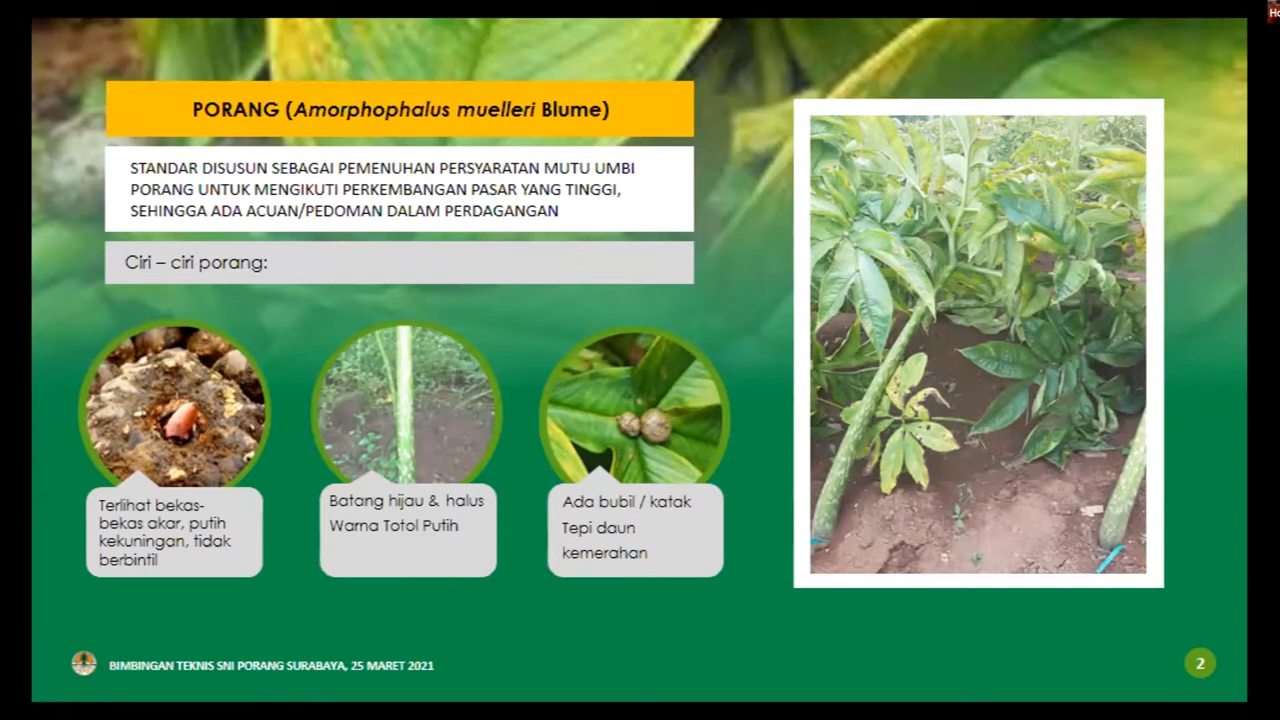 PORANG (Amorphophalus muelleri Blume)
STANDAR DISUSUN SEBAGAI PEMENUHAN PERSYARATAN MUTU UMBI
PORANG UNTUK MENGIKUTI PERKEMBANGAN PASAR YANG TINGGI,
SEHINGGA ADA ACUAN/PEDOMAN DALAM PERDAGANGAN
Ciri – ciri porang:
Terlihat bekas-
bekas akar, putih
kekuningan, tidak
berbintil
Batang hijau & halus
Warna Totol Putih
Ada bubil / katak
Tepi daun
kemerahan
BIMBINGAN TEKNIS SNI PORANG SURABAYA, 25 MARET 2021
2